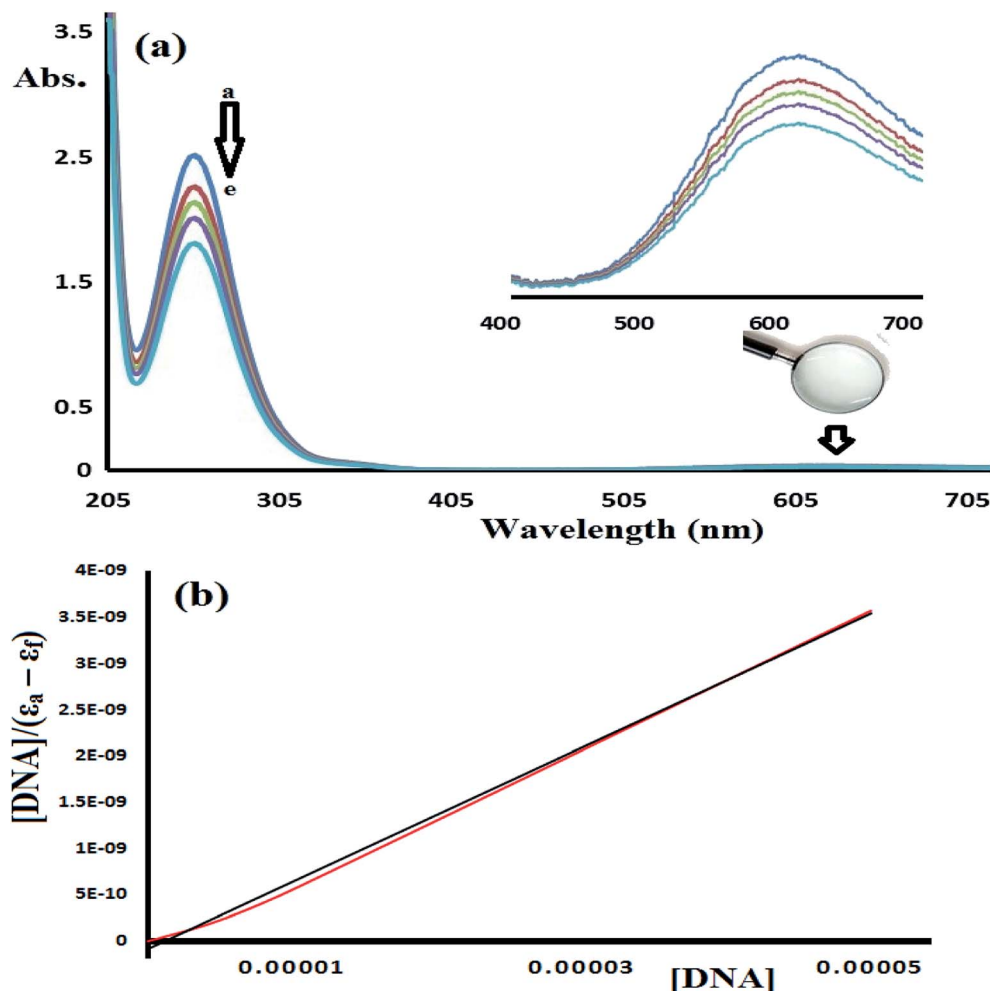 3.5
(a)
Abs.
a
e
2.5
1.5
0.5
0
400 500 600 700
205 305 405 505 605 705
Wavelength (nm)
4E-09
(b)
3.5E-09
3E-09
2.5E-09
2E-09
1.5E-09
1E-09
5E-10
0
[DNA]/(εa – εf)
0.00001 0.00003 0.00005
[DNA]